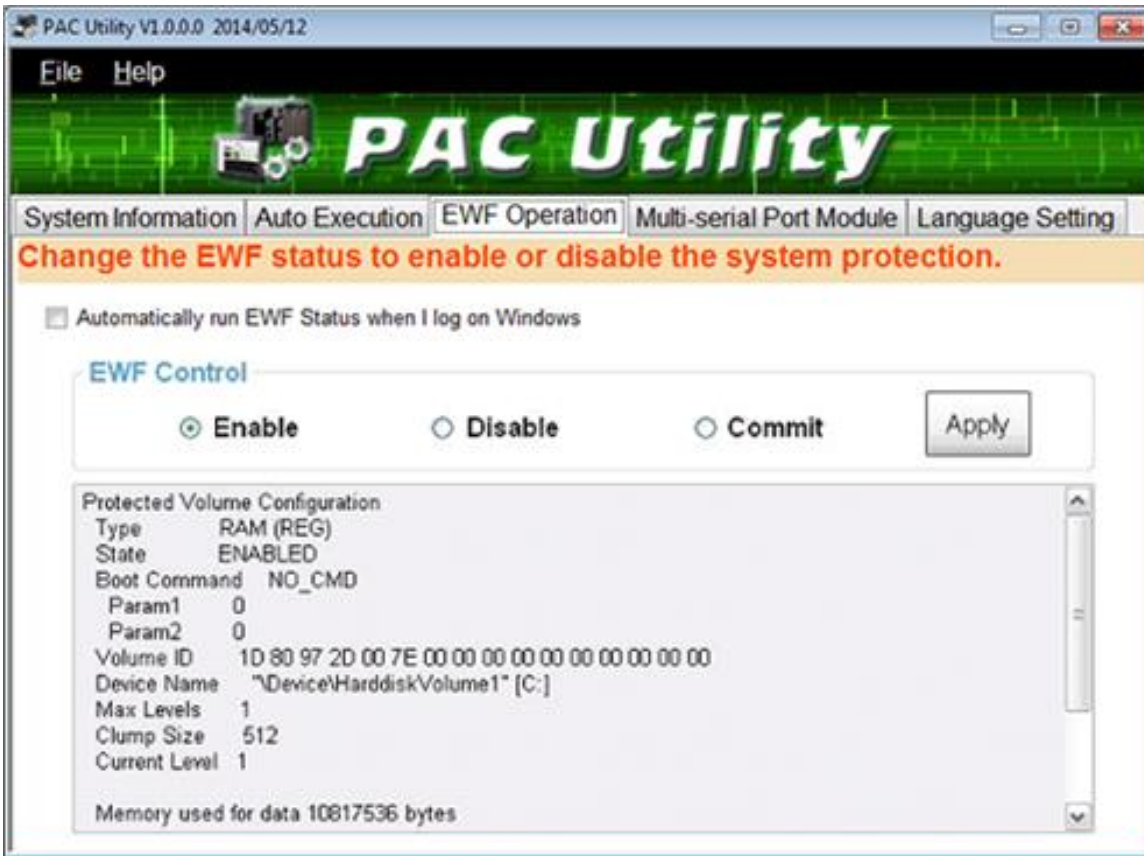 PAC Utility V1.0.0.0 2014/05/12
File Help
PAC Utility
System Information Auto Execution EWF Operation Multi-serial Port Module Language Setting
Change the EWF status to enable or disable the system protection.
Automatically run EWF Status when I log on Windows
EWF Control
Enable Disable Commit Apply
Protected Volume Configuration
Type RAM (REG)
State ENABLED
Boot Command NO_CMD
Param1 0
Param2 0
Volume ID 1D 80 97 2D 00 7E 00 00 00 00 00 00 00 00 00 00
Device Name "\Device\HarddiskVolume1" [C:]
Max Levels 1
Clump Size 512
Current Level 1
Memory used for data 10817536 bytes